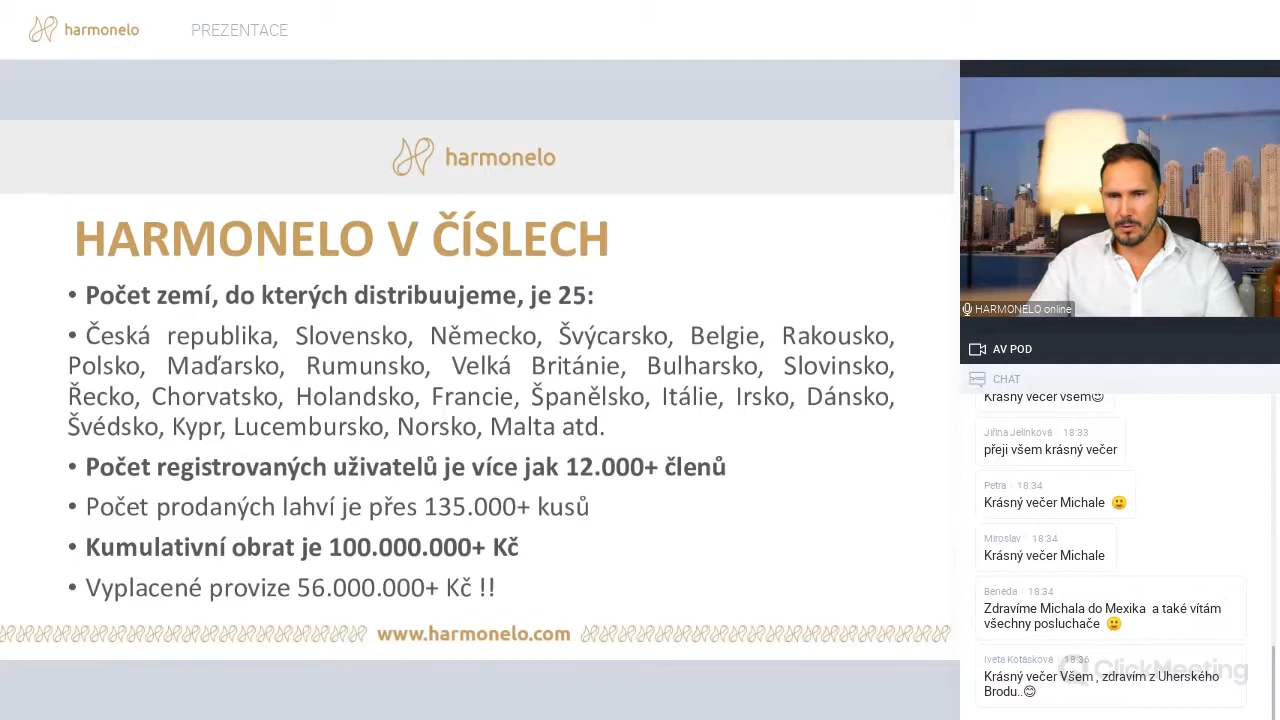 harmonelo
PREZENTACE
harmonelo
HARMONELO V ČÍSLECH
• Počet zemí, do kterých distribuujeme, je 25:
• Česká republika, Slovensko, Německo, Švýcarsko, Belgie, Rakousko,
Polsko, Maďarsko, Rumunsko, Velká Británie, Bulharsko, Slovinsko,
Řecko, Chorvatsko, Holandsko, Francie, Španělsko, Itálie, Irsko, Dánsko,
Švédsko, Kypr, Lucembursko, Norsko, Malta atd.
• Počet registrovaných uživatelů je více jak 12.000+ členů
• Počet prodaných lahví je přes 135.000+ kusů
• Kumulativní obrat je 100.000.000+ Kč
• Vyplacené provize 56.000.000+ Kč !!
www.harmonelo.com
HARMONELO online
AV POD
CHAT
Krásný večer všem😊
Jiřina Jelínková 18:33
přeji všem krásný večer
Petra 18:34
Krásný večer Michale 🙂
Miroslav 18:34
Krásný večer Michale
Beneda 18:34
Zdravíme Michala do Mexika a také vítám
všechny posluchače 🙂
Iveta Kotásková 18:36
Krásný večer Všem , zdravím z Uherského
Brodu..😊
ClickMeeting